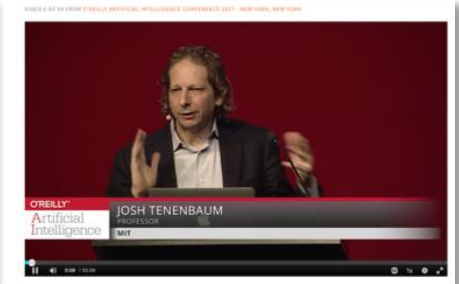 VIDEO 6 OF 99 FROM O'REILLY ARTIFICIAL INTELLIGENCE CONFERENCE 2017 - NEW YORK, NEW YORK
O'REILLY®
Artificial
Intelligence
JOSH TENENBAUM
PROFESSOR
MIT
1x